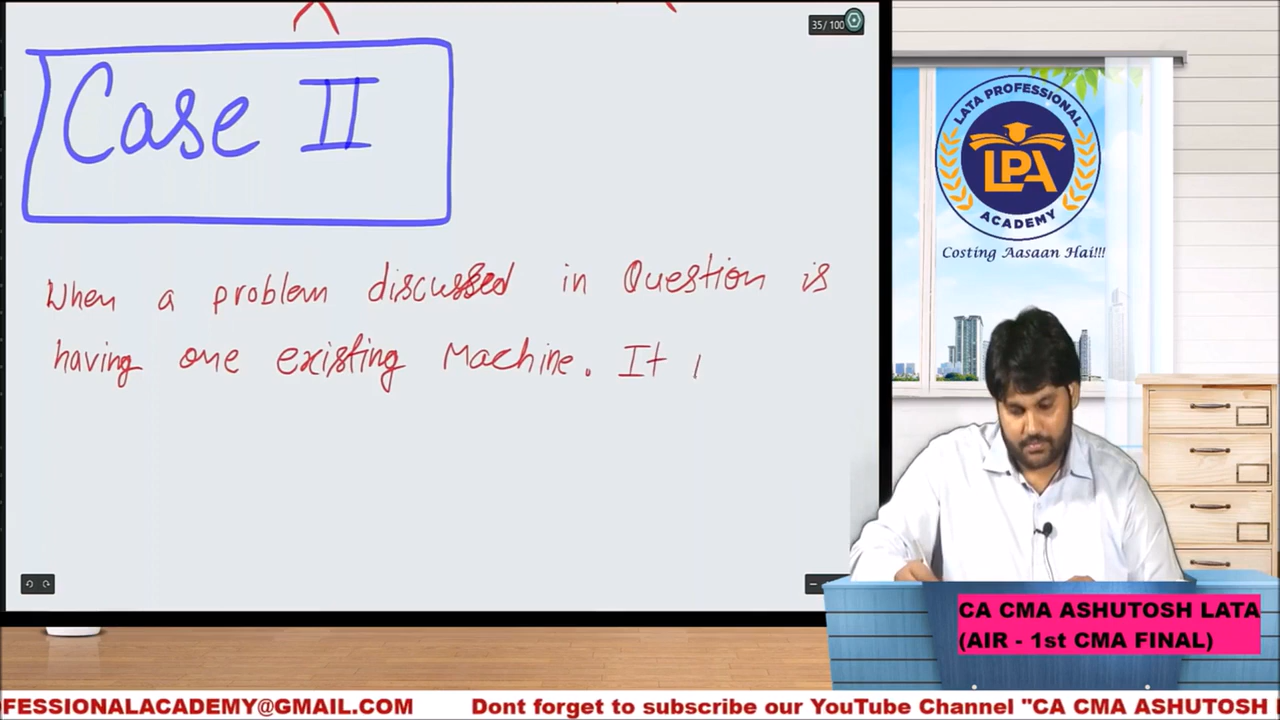 35/100
Case II
When a problem discussed in Question is
having one existing Machine. It
LATA PROFESSIONAL
LPA
ACADEMY
Costing Aasaan Hai!!!
CA CMA ASHUTOSH LATA
(AIR - 1st CMA FINAL)
OFESSIONALACADEMY@GMAIL.COM Dont forget to subscribe our YouTube Channel "CA CMA ASHUTOSH